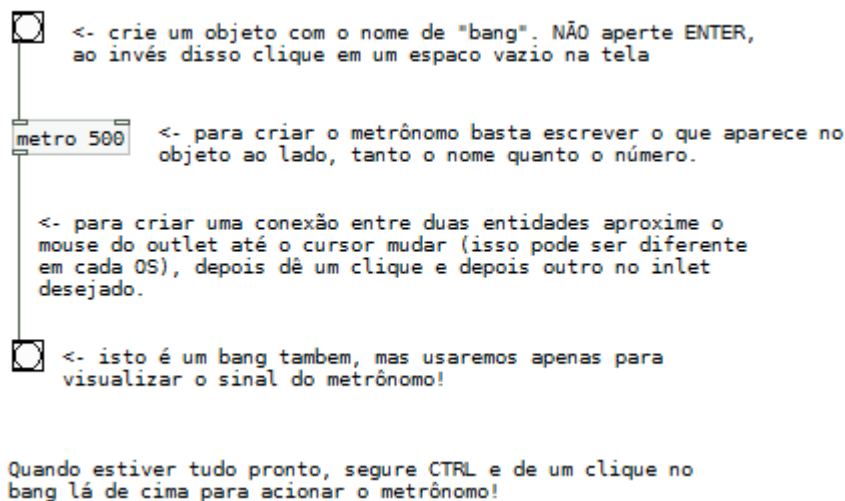 <- crie um objeto com o nome de "bang". NÃO aperte ENTER,
ao invés disso clique em um espaco vazio na tela
metro 500
<- para criar o metrônomo basta escrever o que aparece no
objeto ao lado, tanto o nome quanto o número.
<- para criar uma conexão entre duas entidades aproxime o
mouse do outlet até o cursor mudar (isso pode ser diferente
em cada OS), depois dê um clique e depois outro no inlet
desejado.
<- isto é um bang tambem, mas usaremos apenas para
visualizar o sinal do metrônomo!
Quando estiver tudo pronto, segure CTRL e de um clique no
bang lá de cima para acionar o metrônomo!